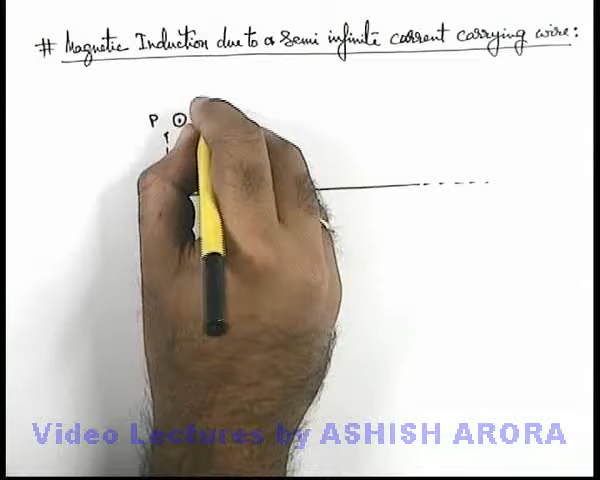 # Magnetic Induction due to a semi infinite current carrying wire:
P
Video Lectures by ASHISH ARORA